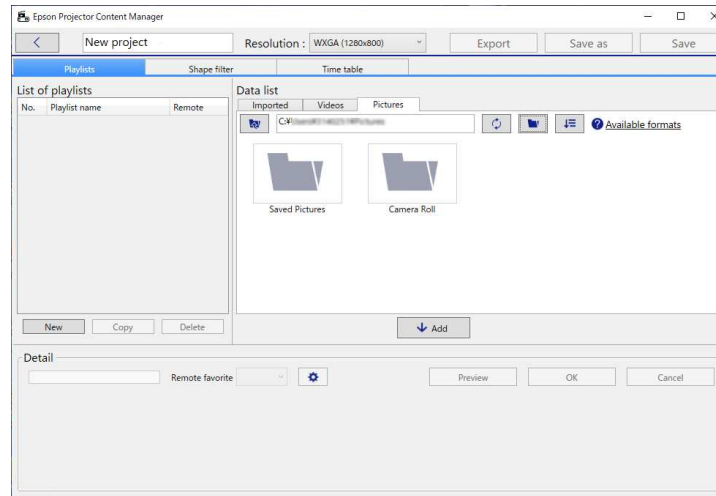 Epson Projector Content Manager
New project
Resolution : WXGA (1280x800)
Export
Save as
Save
Playlists
Shape filter
Time table
List of playlists
No. Playlist name Remote
New
Copy
Delete
Data list
Imported
Videos
Pictures
C:¥
Available formats
Saved Pictures
Camera Roll
Add
Detail
Remote favorite
Preview
OK
Cancel